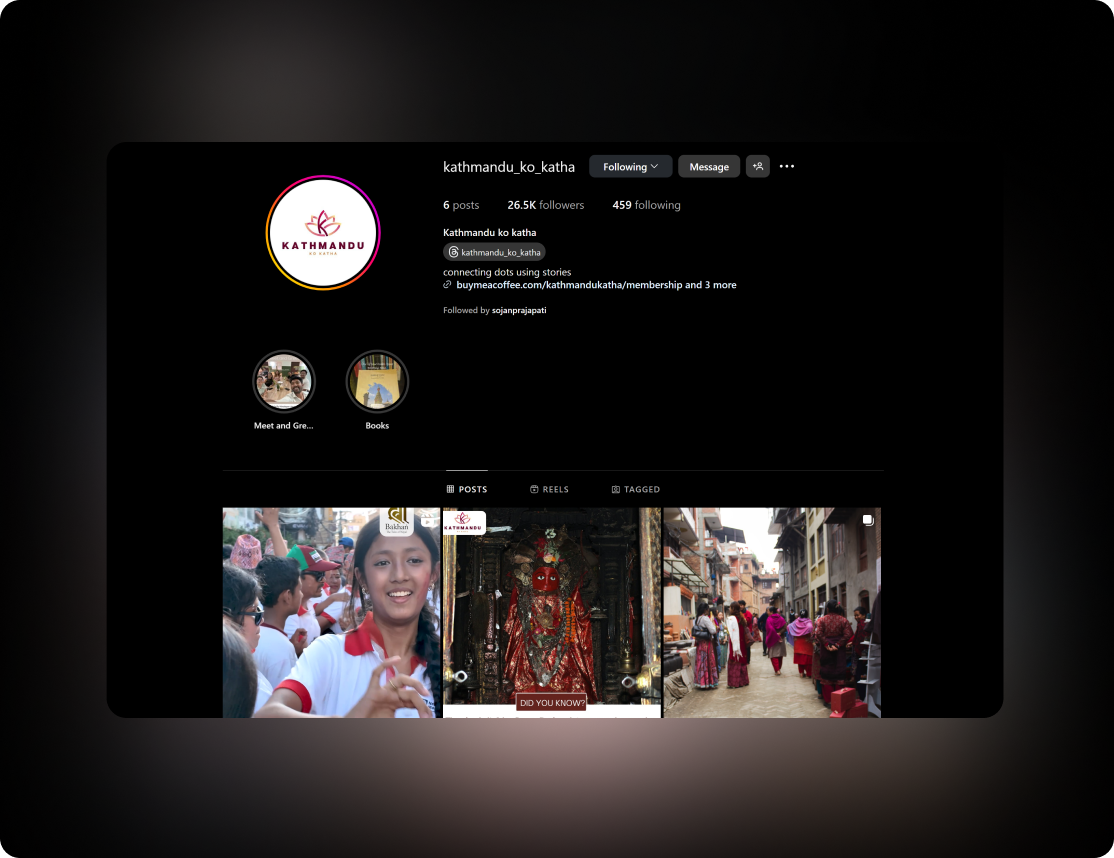 kathmandu_ko_katha
Following
Message
6 posts
26.5K followers
459 following
Kathmandu ko katha
kathmandu_ko_katha
connecting dots using stories
buymeacoffee.com/kathmandukatha/membership and 3 more
Followed by sojanprajapati
KATHMANDU
KO KATHA
Meet and Gre...
Books
POSTS
REELS
TAGGED
Bakhari
KATHMANDU
DID YOU KNOW?